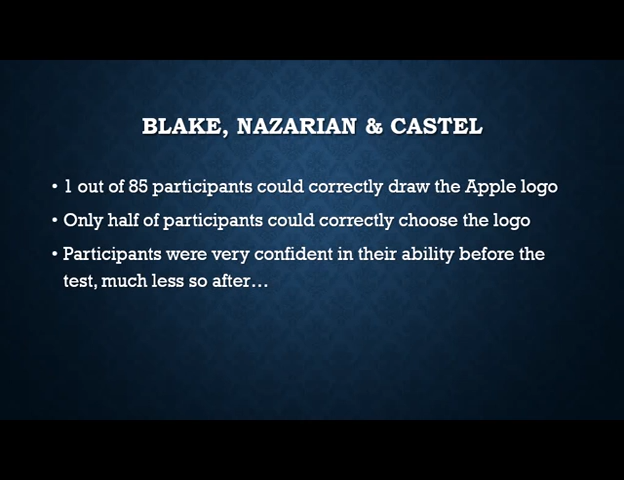 BLAKE, NAZARIAN & CASTEL
• 1 out of 85 participants could correctly draw the Apple logo
• Only half of participants could correctly choose the logo
• Participants were very confident in their ability before the
test, much less so after…